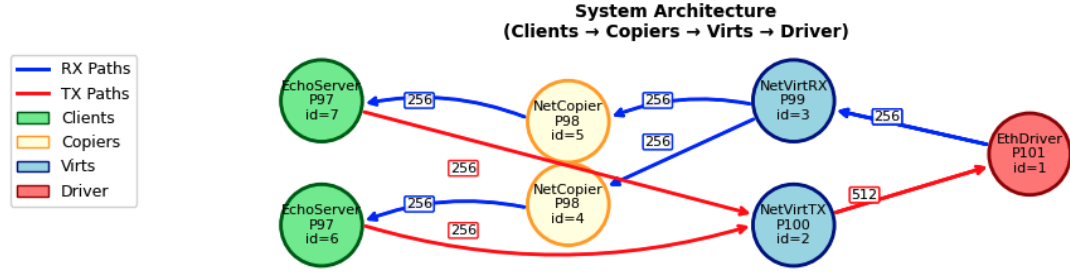 System Architecture
(Clients → Copiers → Virts → Driver)
RX Paths
TX Paths
Clients
Copiers
Virts
Driver
EchoServer
P97
id=7
256
NetCopier
P98
id=5
256
NetVirtRX
P99
id=3
256
EthDriver
P101
id=1
256
256
EchoServer
P97
id=6
256
256
NetCopier
P98
id=4
NetVirtTX
P100
id=2
512